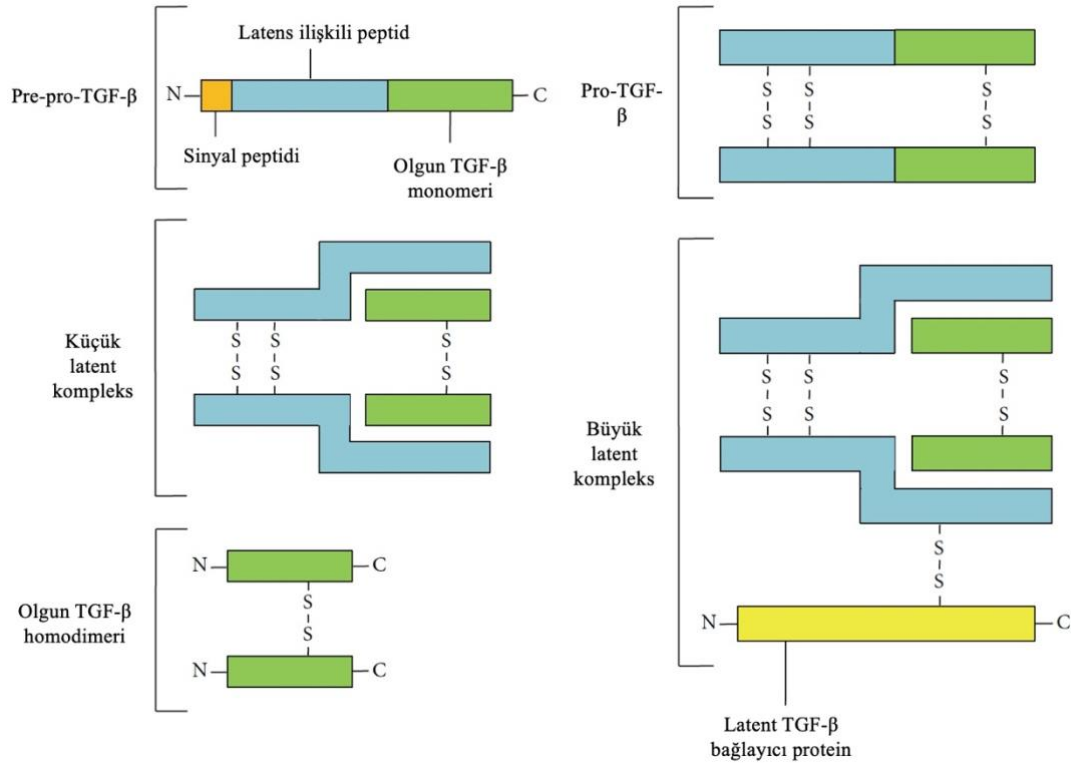 Latens ilişkili peptid
Pre-pro-TGF-β
N
C
Sinyal peptidi
Olgun TGF-β
monomeri
Pro-TGF-
β
S S S
S S S
Küçük
latent
kompleks
S S S
S S S
Büyük
latent
kompleks
S S S
S S S
S
S
N
C
Latent TGF-β
bağlayıcı protein
Olgun TGF-β
homodimeri
N
C
S
S
N
C